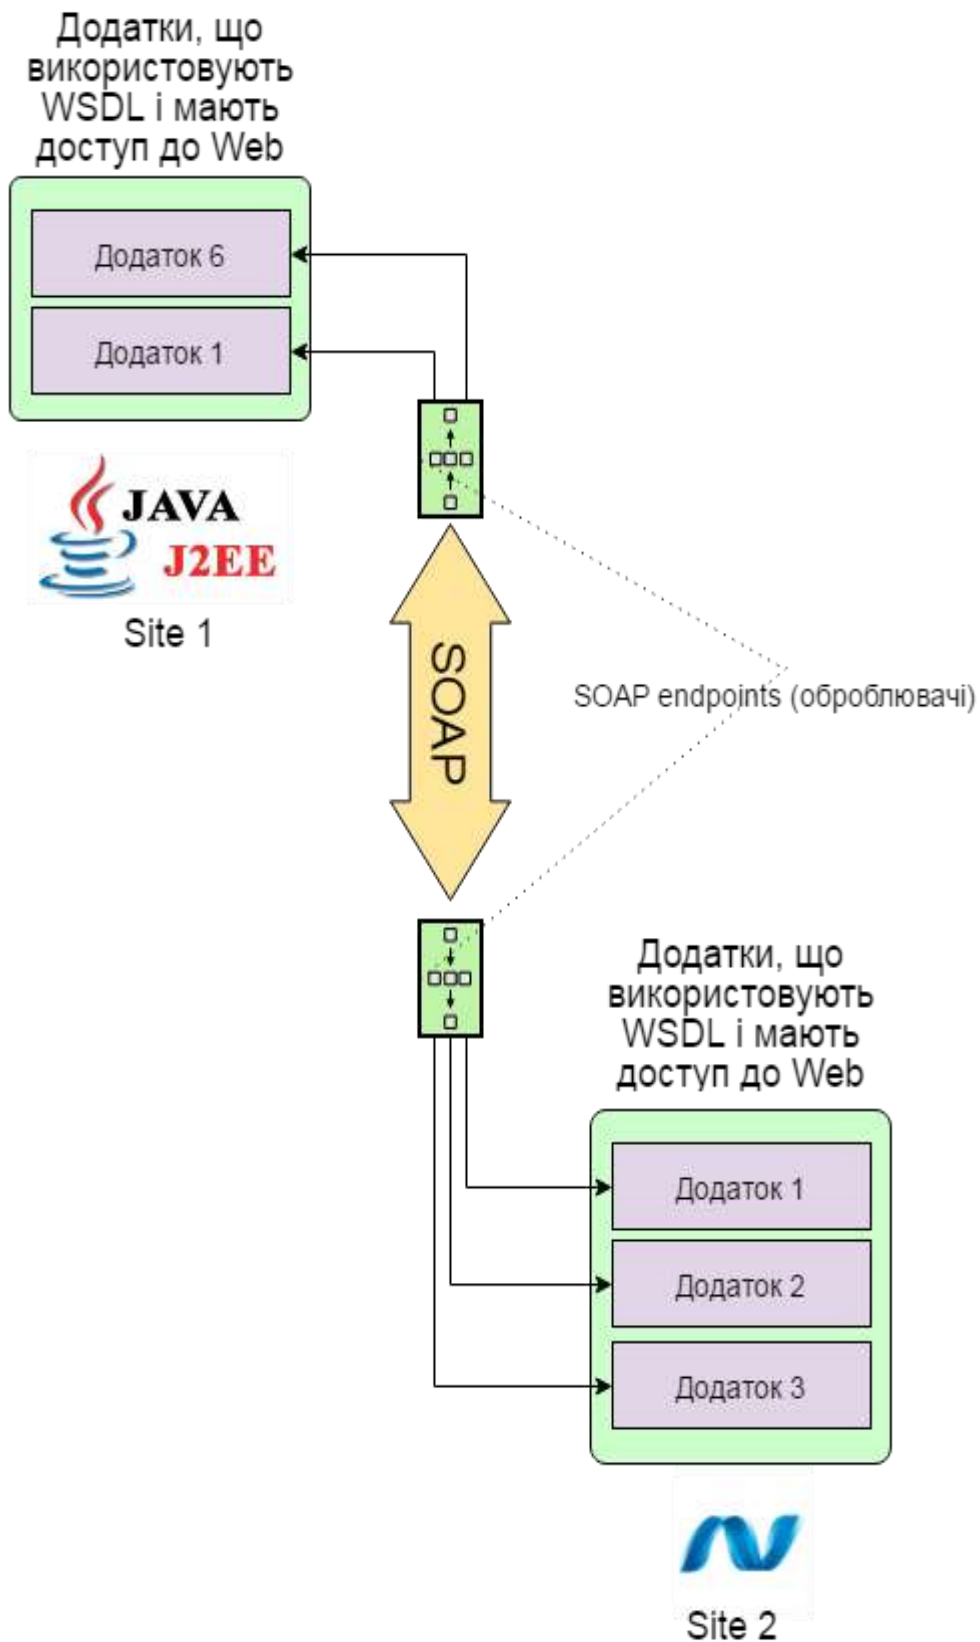 Додатки, що
використовують
WSDL і мають
доступ до Web
Додаток 6
Додаток 1
JAVA
J2EE
Site 1
SOAP
SOAP endpoints (оброблювачі)
Додатки, що
використовують
WSDL і мають
доступ до Web
Додаток 1
Додаток 2
Додаток 3
Site 2